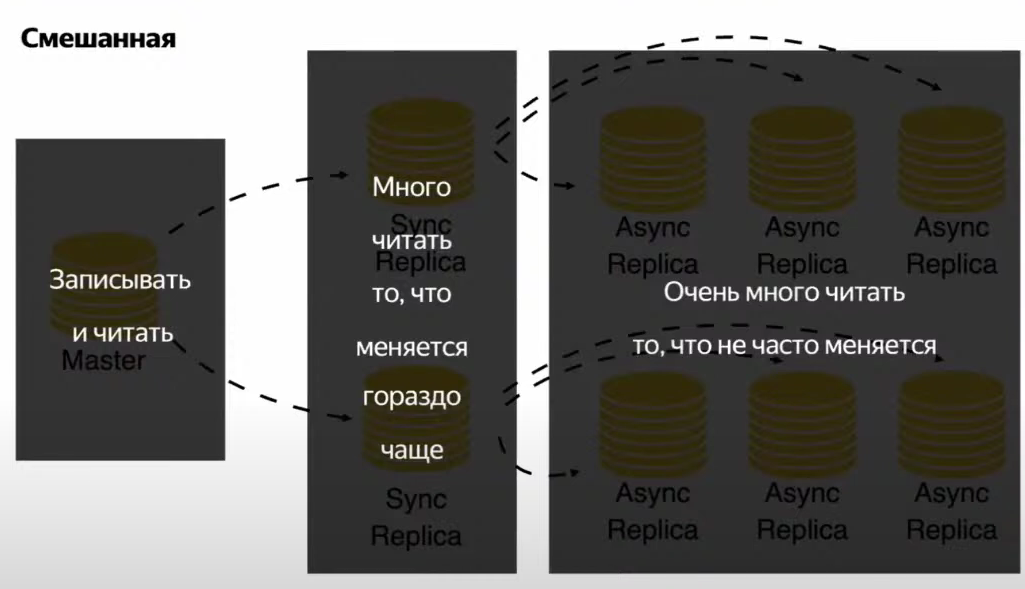 Смешанная
Записывать
и читать
Master
Много
Sync
читать
Replica
то, что
меняется
гораздо
чаще
Sync
Replica
Async
Replica
Async
Replica
Async
Replica
Очень много читать
то, что не часто меняется
Async
Replica
Async
Replica
Async
Replica